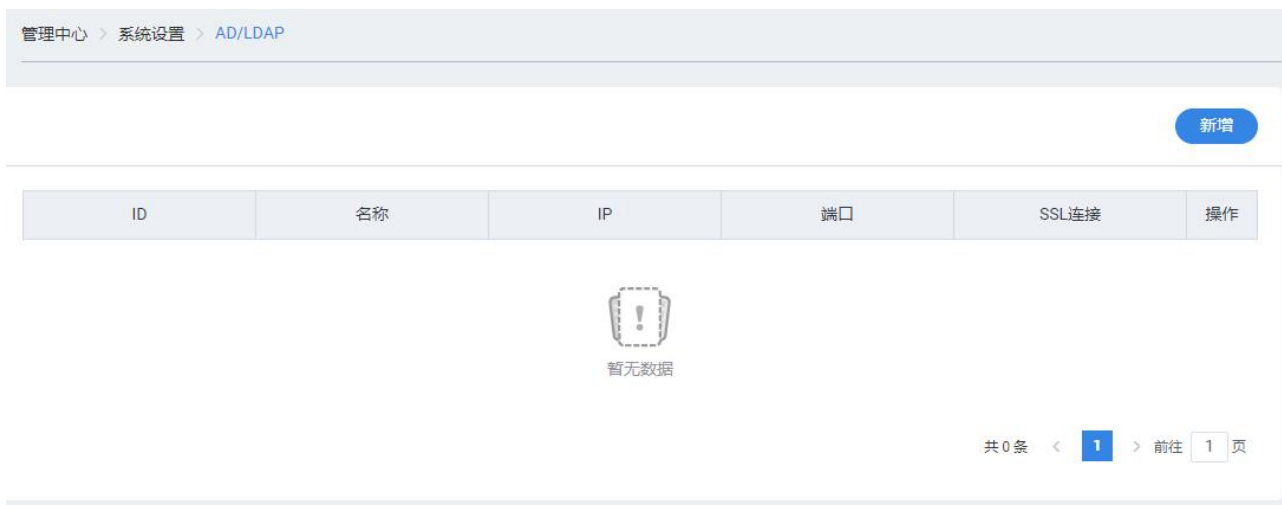 管理中心 > 系统设置 > AD/LDAP
新增
ID 名称 IP 端口 SSL连接 操作
暂无数据
共 0 条 < 1 > 前往 1 页